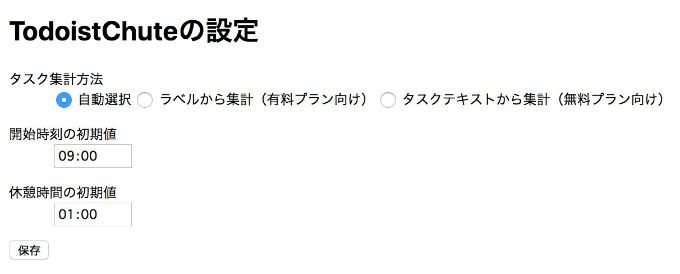 TodoistChuteの設定
タスク集計方法
自動選択 ラベルから集計（有料プラン向け） タスクテキストから集計（無料プラン向け）
開始時刻の初期値
09:00
休憩時間の初期値
01:00
保存